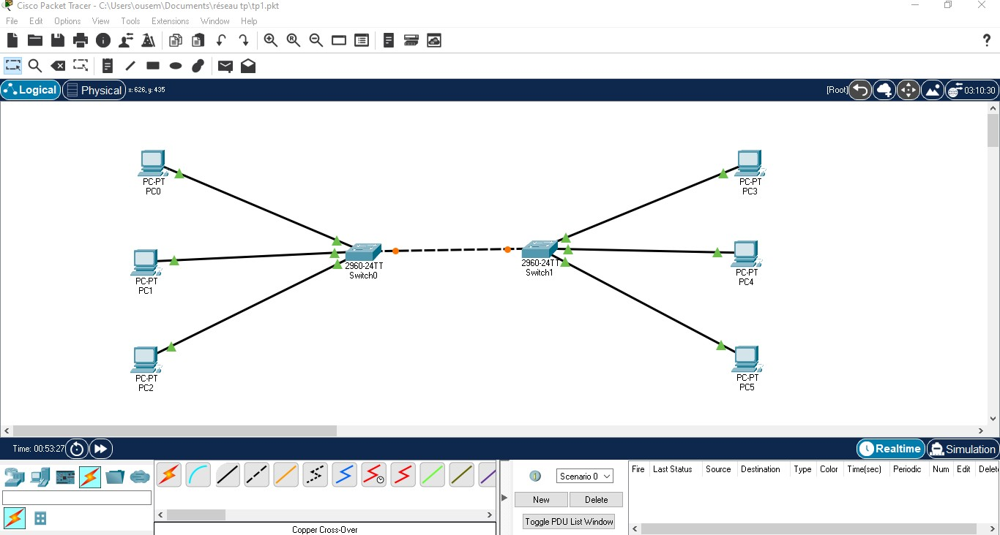 Cisco Packet Tracer - C:\Users\ousem\Documents\réseau tp\tp1.pkt
File Edit Options View Tools Extensions Window Help
Logical Physical x: 626, y: 435 [Root] 03:10:30
PC-PT
PC0
PC-PT
PC3
PC-PT
PC1
2960-24TT
Switch0
2960-24TT
Switch1
PC-PT
PC4
PC-PT
PC2
PC-PT
PC5
Time: 00:53:27 Realtime Simulation
Fire Last Status Source Destination Type Color Time(sec) Periodic Num Edit Delet
Scenario 0
New Delete
Toggle PDU List Window
Copper Cross-Over